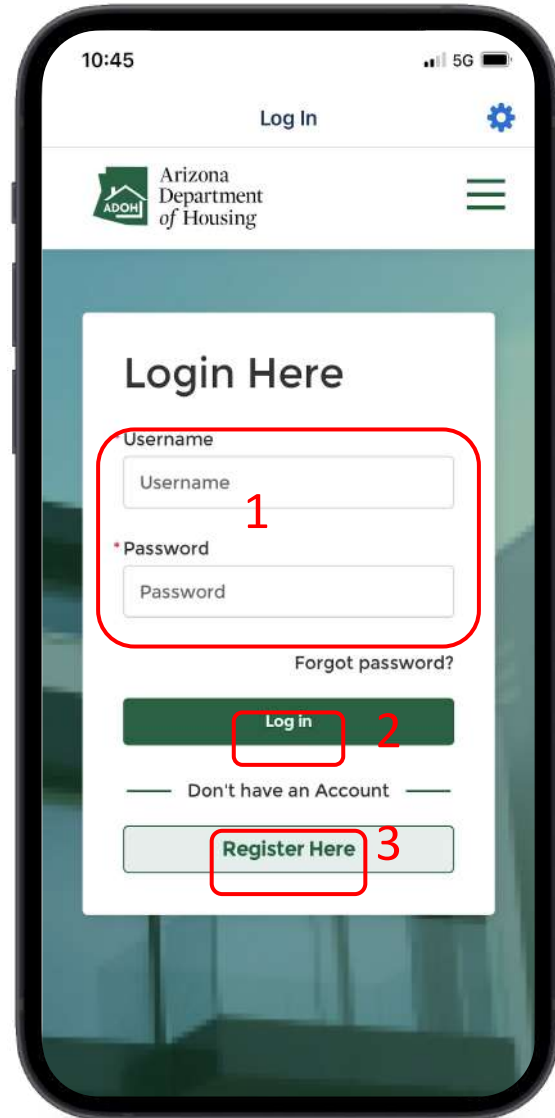 10:45
5G
Log In
ADOH
Arizona
Department
of Housing
Login Here
*Username
Username
1
*Password
Password
Forgot password?
Log in
2
Don't have an Account
Register Here
3